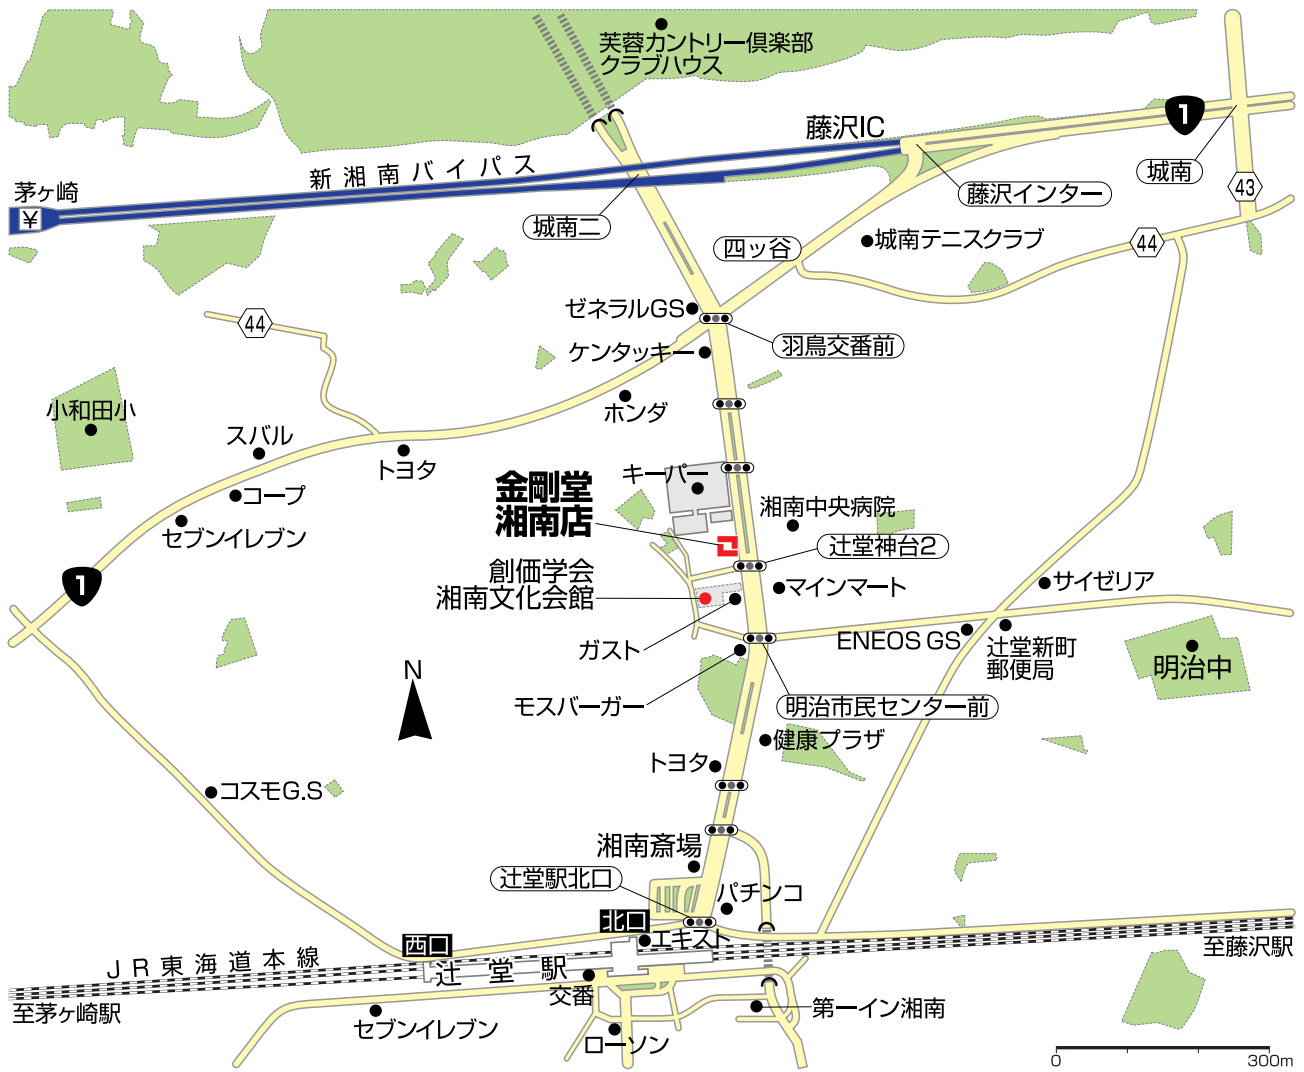 芙蓉カントリー倶楽部
クラブハウス
藤沢IC
1
新湘南バイパス
茅ヶ崎
¥
城南
藤沢インター
43
城南二
四ッ谷
城南テニスクラブ
44
ゼネラルGS
44
羽鳥交番前
ケンタッキー
ホンダ
小和田小
スバル
トヨタ
キーパー
金剛堂
湘南店
コープ
セブンイレブン
湘南中央病院
辻堂神台2
創価学会
湘南文化会館
マインマート
サイゼリア
1
ガスト
ENEOS GS
辻堂新町
郵便局
明治中
N
モスバーガー
明治市民センター前
健康プラザ
トヨタ
コスモG.S
湘南斎場
辻堂駅北口
パチンコ
北口
西口
エキスト
JR東海道本線
辻堂駅
至藤沢駅
交番
至茅ヶ崎駅
セブンイレブン
第一イン湘南
ローソン
0
300m